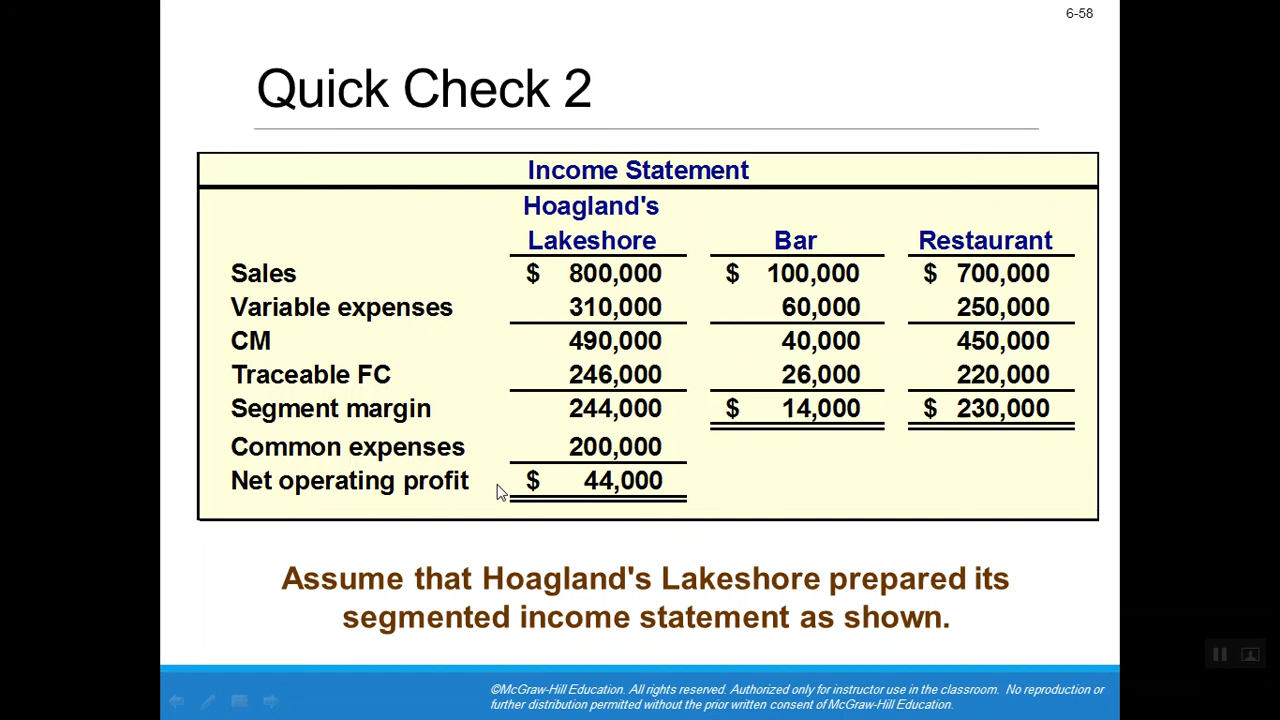 6-58
Quick Check 2
Income Statement
Hoagland's
Lakeshore Bar Restaurant
Sales $ 800,000 $ 100,000 $ 700,000
Variable expenses 310,000 60,000 250,000
CM 490,000 40,000 450,000
Traceable FC 246,000 26,000 220,000
Segment margin 244,000 $ 14,000 $ 230,000
Common expenses 200,000
Net operating profit $ 44,000
Assume that Hoagland's Lakeshore prepared its
segmented income statement as shown.
©McGraw-Hill Education. All rights reserved. Authorized only for instructor use in the classroom. No reproduction or
further distribution permitted without the prior written consent of McGraw-Hill Education.